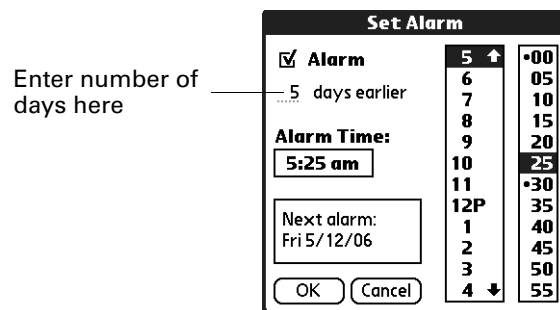 Set Alarm
Enter number of
days here
Alarm
5 days earlier
Alarm Time:
5:25 am
Next alarm:
Fri 5/12/06
OK Cancel
5
6
7
8
9
10
11
12P
1
2
3
4
•00
05
10
15
20
25
•30
35
40
45
50
55